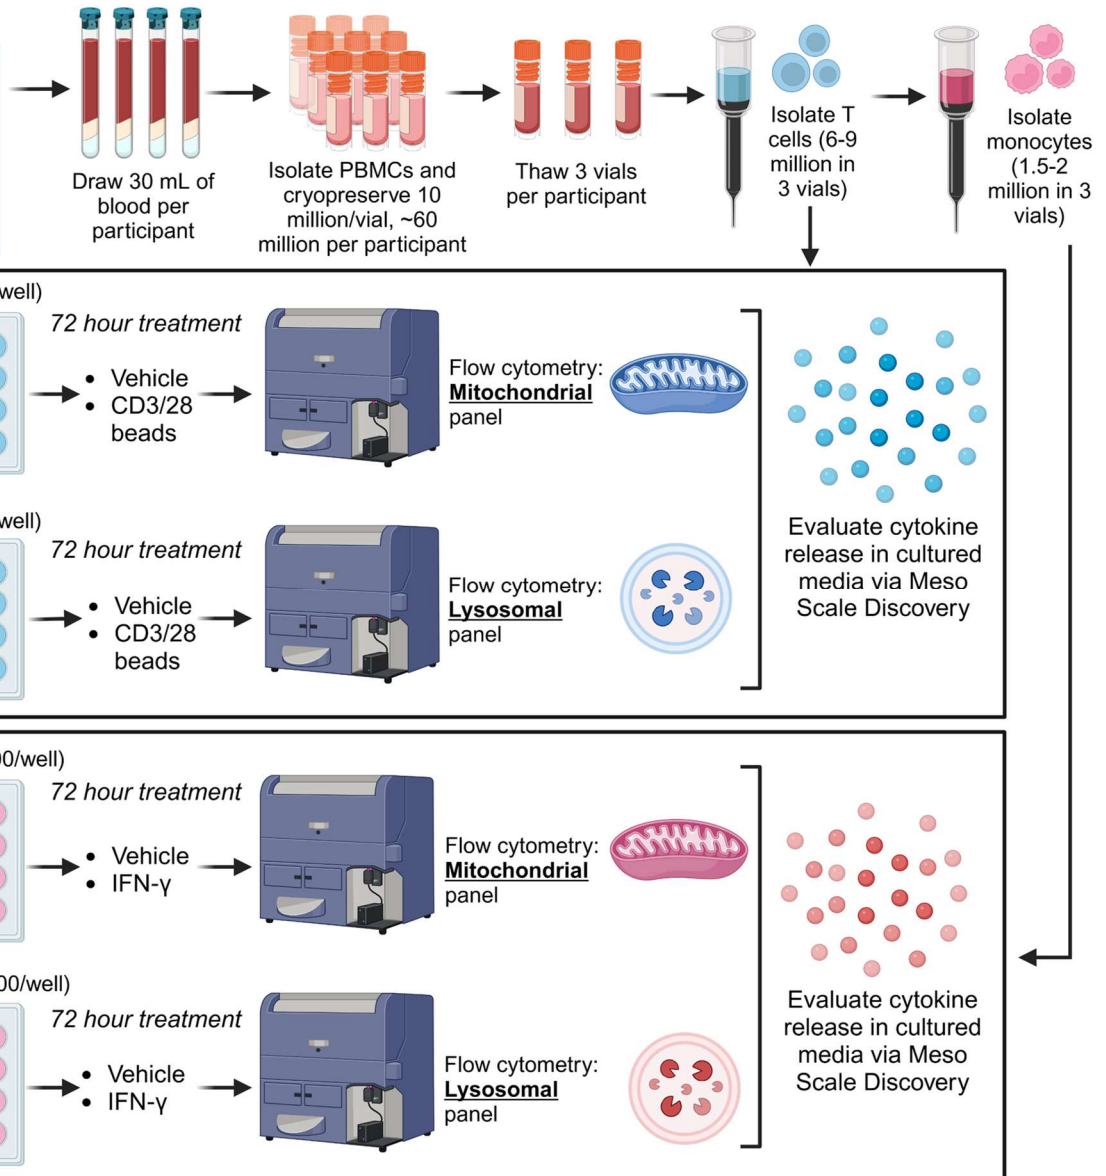 Draw 30 mL of
blood per
participant
Isolate PBMCs and
cryopreserve 10
million/vial, ~60
million per participant
Thaw 3 vials
per participant
Isolate T
cells (6-9
million in
3 vials)
Isolate
monocytes
(1.5-2
million in 3
vials)
well)
72 hour treatment
• Vehicle
• CD3/28
beads
Flow cytometry:
Mitochondrial
panel
well)
72 hour treatment
• Vehicle
• CD3/28
beads
Flow cytometry:
Lysosomal
panel
Evaluate cytokine
release in cultured
media via Meso
Scale Discovery
00/well)
72 hour treatment
• Vehicle
• IFN-γ
Flow cytometry:
Mitochondrial
panel
00/well)
72 hour treatment
• Vehicle
• IFN-γ
Flow cytometry:
Lysosomal
panel
Evaluate cytokine
release in cultured
media via Meso
Scale Discovery